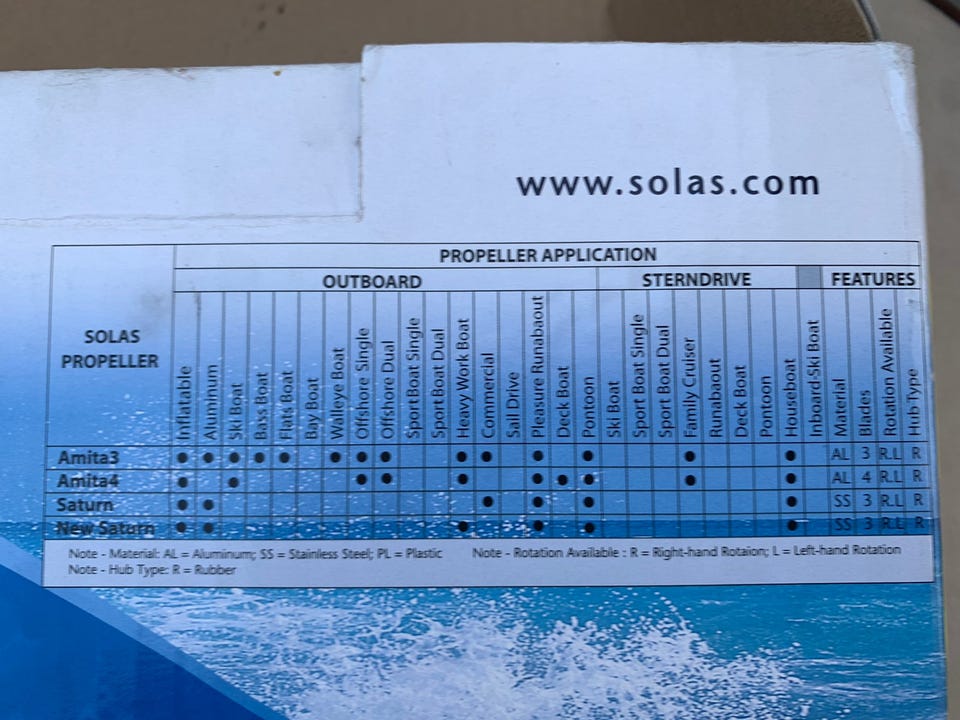 www.solas.com
PROPELLER APPLICATION
OUTBOARD STERNDRIVE FEATURES
SOLAS
PROPELLER
Inflatable
Aluminum
Ski Boat
Bass Boat
Flats Boat
Bay Boat
Walleye Boat
Offshore Single
Offshore Dual
Sport Boat Single
Sport Boat Dual
Heavy Work Boat
Commercial
Sail Drive
Pleasure Runabaout
Deck Boat
Pontoon
Ski Boat
Sport Boat Single
Sport Boat Dual
Family Cruiser
Runabaout
Deck Boat
Pontoon
Houseboat
Inboard-Ski Boat
Material
Blades
Rotation Available
Hub Type
Amita3 ● ● ● ● ● ● ● ● ● ● ● ● ● ● AL 3 R.L R
Amita4 ● ● ● ● ● ● ● ● ● ● AL 4 R.L R
Saturn ● ● ● ● ● ● SS 3 R.L R
New Saturn ● ● ● ● ● ● SS 3 R.L R
Note - Material: AL = Aluminum; SS = Stainless Steel; PL = Plastic Note - Rotation Available : R = Right-hand Rotaion; L = Left-hand Rotation
Note - Hub Type: R = Rubber